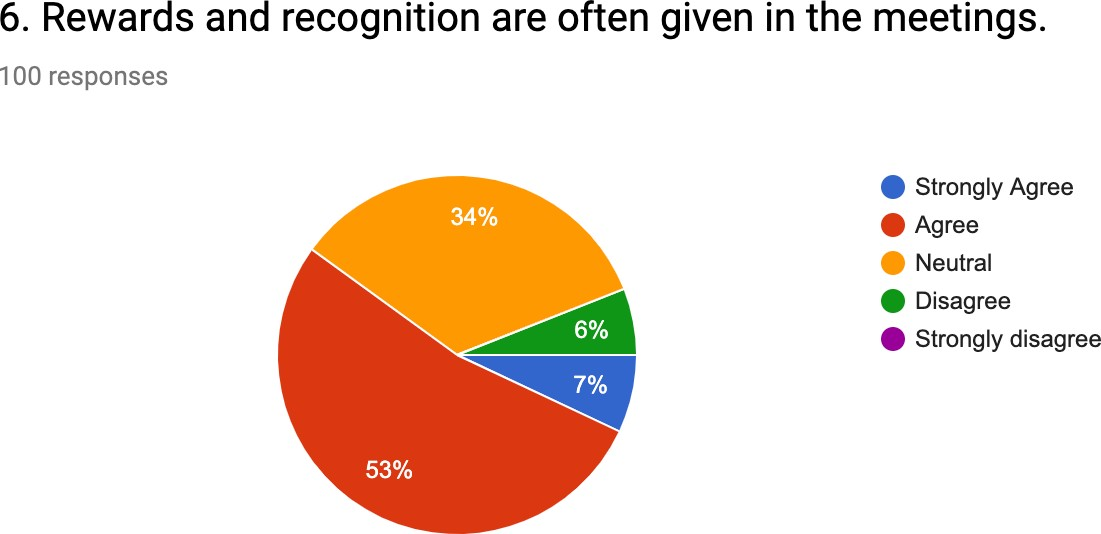 6. Rewards and recognition are often given in the meetings.
100 responses
34%
6%
7%
53%
Strongly Agree
Agree
Neutral
Disagree
Strongly disagree